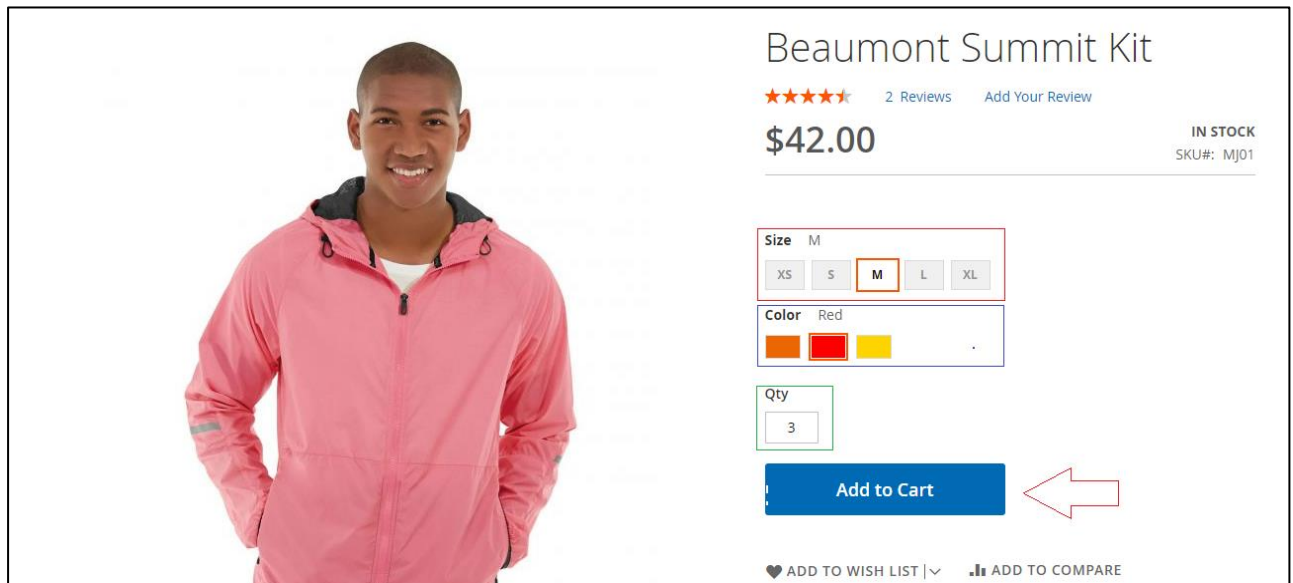 Beaumont Summit Kit
2 Reviews Add Your Review
$42.00
IN STOCK
SKU#: MJ01
Size M
XS S M L XL
Color Red
Qty
3
Add to Cart
ADD TO WISH LIST | ADD TO COMPARE